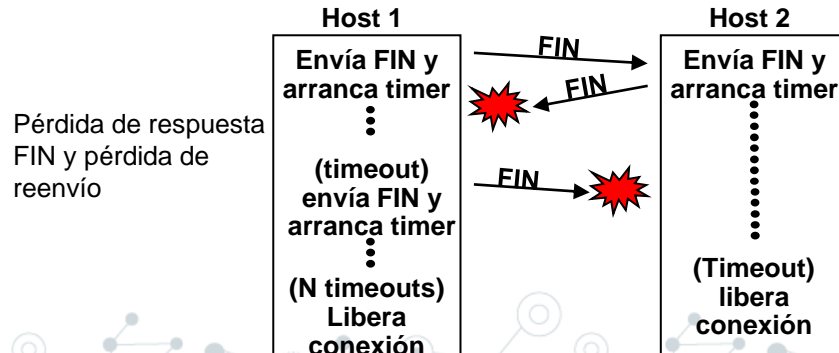 Host 1
Host 2
Pérdida de respuesta
FIN y pérdida de
reenvío
Envía FIN y
arranca timer
(timeout)
envía FIN y
arranca timer
(N timeouts)
Libera
conexión
FIN
FIN
FIN
Envía FIN y
arranca timer
(Timeout)
libera
conexión